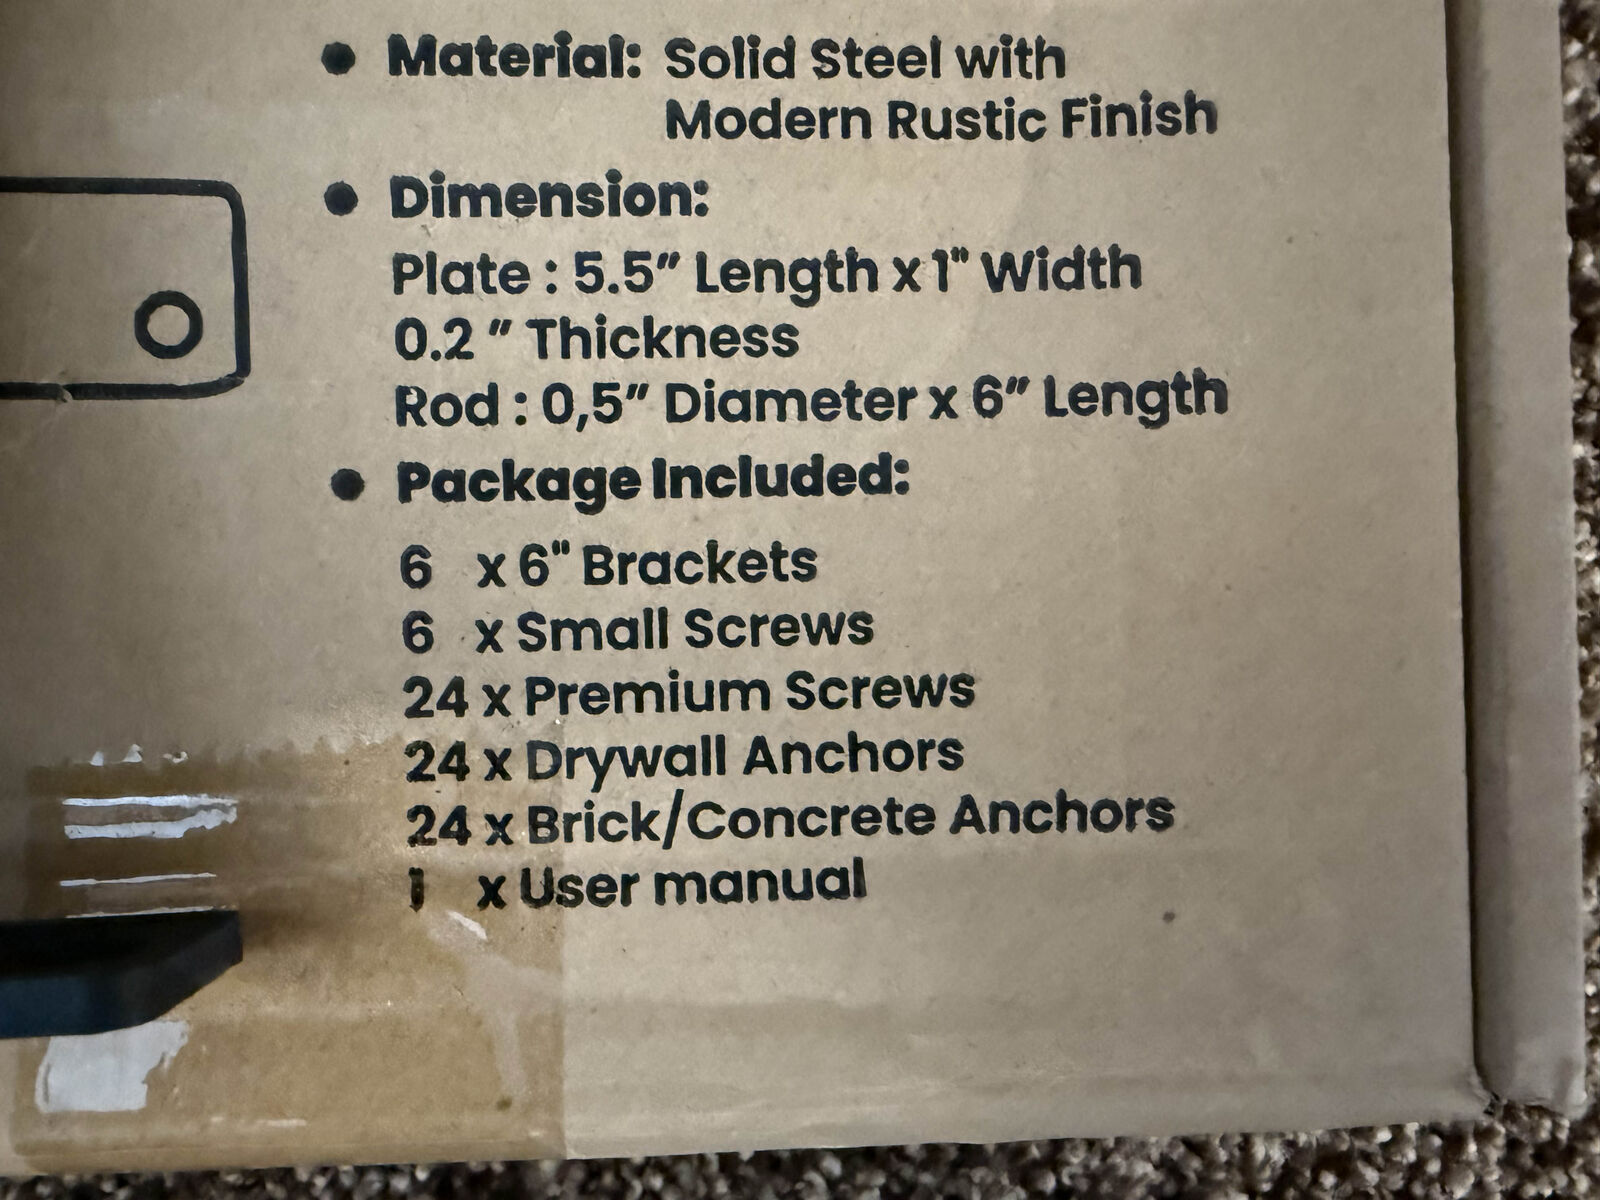 ● Material: Solid Steel with
Modern Rustic Finish
● Dimension:
Plate : 5.5″ Length x 1" Width
0.2 ″ Thickness
Rod : 0,5″ Diameter x 6″ Length
● Package Included:
6 x 6" Brackets
6 x Small Screws
24 x Premium Screws
24 x Drywall Anchors
24 x Brick/Concrete Anchors
1 x User manual